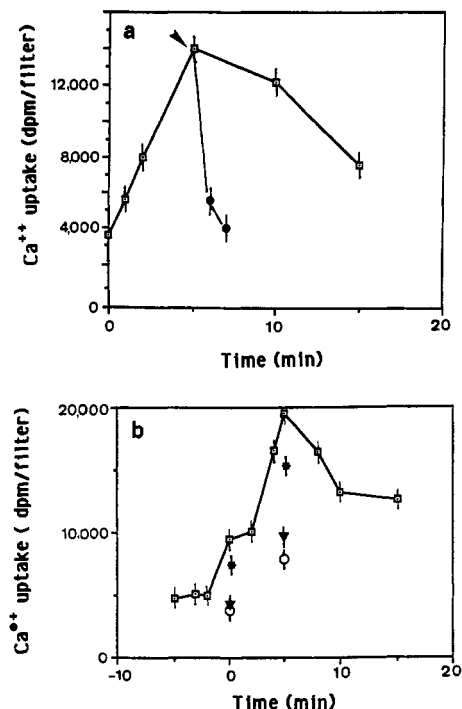 a
Ca++ uptake (dpm/filter)
12,000
8,000
4,000
0
0 10 20
Time (min)
b
Ca++ uptake ( dpm/filter)
20,000
10,000
0
-10 0 10 20
Time (min)